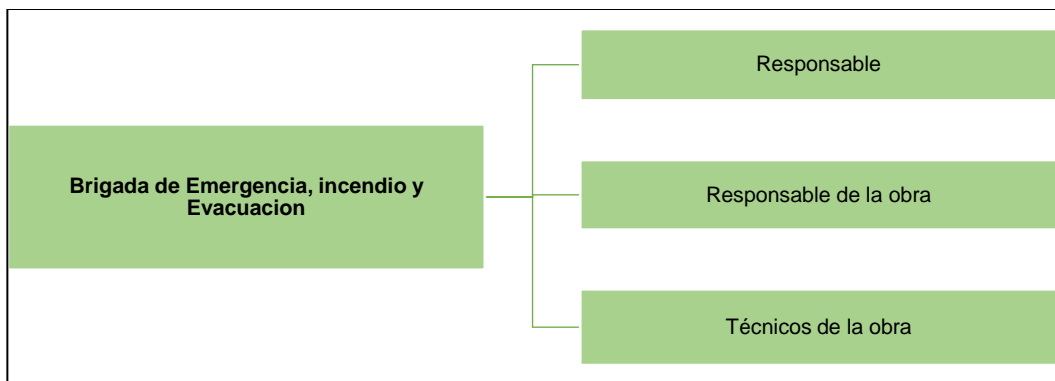 Brigada de Emergencia, incendio y
Evacuacion
Responsable
Responsable de la obra
Técnicos de la obra